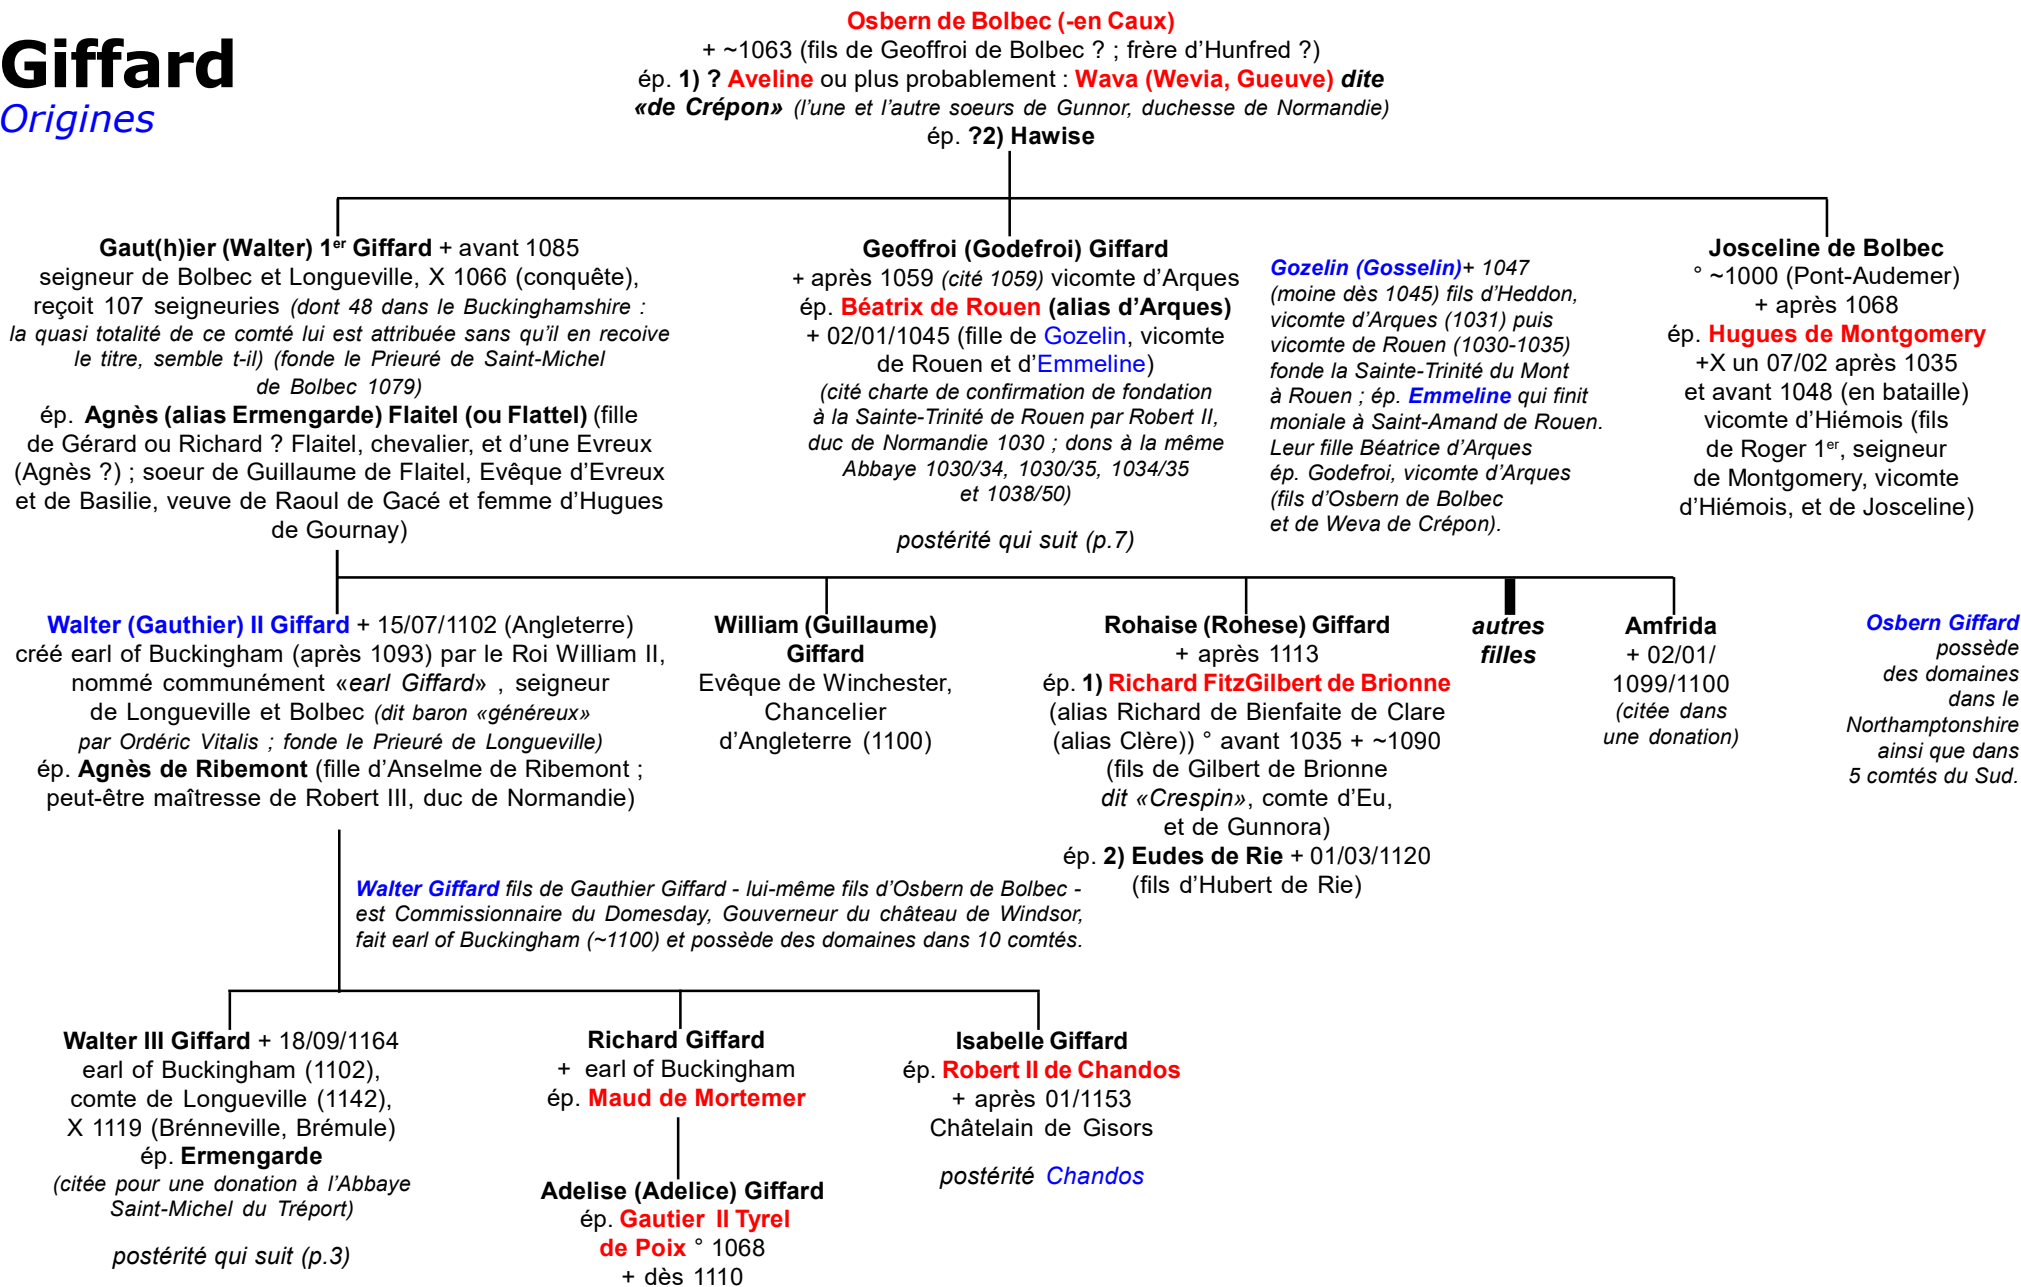 Giffard
Origines
Osbern de Bolbec (-en Caux)
+ ~1063 (fils de Geoffroi de Bolbec ? ; frère d’Hunfred ?)
ép. 1) ? Aveline ou plus probablement : Wava (Wevia, Gueuve) dite
«de Crépon» (l’une et l’autre soeurs de Gunnor, duchesse de Normandie)
ép. ?2) Hawise
Gaut(h)ier (Walter) 1er Giffard + avant 1085
seigneur de Bolbec et Longueville, X 1066 (conquête),
reçoit 107 seigneuries (dont 48 dans le Buckinghamshire :
la quasi totalité de ce comté lui est attribuée sans qu’il en recoive
le titre, semble t-il) (fonde le Prieuré de Saint-Michel
de Bolbec 1079)
ép. Agnès (alias Ermengarde) Flaitel (ou Flattel) (fille
de Gérard ou Richard ? Flaitel, chevalier, et d’une Evreux
(Agnès ?) ; soeur de Guillaume de Flaitel, Evêque d’Evreux
et de Basilie, veuve de Raoul de Gacé et femme d’Hugues
de Gournay)
Geoffroi (Godefroi) Giffard
+ après 1059 (cité 1059) vicomte d’Arques
ép. Béatrix de Rouen (alias d’Arques)
+ 02/01/1045 (fille de Gozelin, vicomte
de Rouen et d’Emmeline)
(cité charte de confirmation de fondation
à la Sainte-Trinité de Rouen par Robert II,
duc de Normandie 1030 ; dons à la même
Abbaye 1030/34, 1030/35, 1034/35
et 1038/50)
postérité qui suit (p.7)
Gozelin (Gosselin)+ 1047
(moine dès 1045) fils d’Heddon,
vicomte d’Arques (1031) puis
vicomte de Rouen (1030-1035)
fonde la Sainte-Trinité du Mont
à Rouen ; ép. Emmeline qui finit
moniale à Saint-Amand de Rouen.
Leur fille Béatrice d’Arques
ép. Godefroi, vicomte d’Arques
(fils d’Osbern de Bolbec
et de Weva de Crépon).
Josceline de Bolbec
° ~1000 (Pont-Audemer)
+ après 1068
ép. Hugues de Montgomery
+X un 07/02 après 1035
et avant 1048 (en bataille)
vicomte d’Hiémois (fils
de Roger 1er, seigneur
de Montgomery, vicomte
d’Hiémois, et de Josceline)
Walter (Gauthier) II Giffard + 15/07/1102 (Angleterre)
créé earl of Buckingham (après 1093) par le Roi William II,
nommé communément «earl Giffard» , seigneur
de Longueville et Bolbec (dit baron «généreux»
par Ordéric Vitalis ; fonde le Prieuré de Longueville)
ép. Agnès de Ribemont (fille d’Anselme de Ribemont ;
peut-être maîtresse de Robert III, duc de Normandie)
William (Guillaume)
Giffard
Evêque de Winchester,
Chancelier
d’Angleterre (1100)
Rohaise (Rohese) Giffard
+ après 1113
ép. 1) Richard FitzGilbert de Brionne
(alias Richard de Bienfaite de Clare
(alias Clère)) ° avant 1035 + ~1090
(fils de Gilbert de Brionne
dit «Crespin», comte d’Eu,
et de Gunnora)
ép. 2) Eudes de Rie + 01/03/1120
(fils d’Hubert de Rie)
autres
filles
Amfrida
+ 02/01/
1099/1100
(citée dans
une donation)
Osbern Giffard
possède
des domaines
dans le
Northamptonshire
ainsi que dans
5 comtés du Sud.
Walter Giffard fils de Gauthier Giffard - lui-même fils d’Osbern de Bolbec -
est Commissionnaire du Domesday, Gouverneur du château de Windsor,
fait earl of Buckingham (~1100) et possède des domaines dans 10 comtés.
Walter III Giffard + 18/09/1164
earl of Buckingham (1102),
comte de Longueville (1142),
X 1119 (Brénneville, Brémule)
ép. Ermengarde
(citée pour une donation à l’Abbaye
Saint-Michel du Tréport)
postérité qui suit (p.3)
Richard Giffard
+ earl of Buckingham
ép. Maud de Mortemer
Adelise (Adelice) Giffard
ép. Gautier II Tyrel
de Poix ° 1068
+ dès 1110
Isabelle Giffard
ép. Robert II de Chandos
+ après 01/1153
Châtelain de Gisors
postérité Chandos